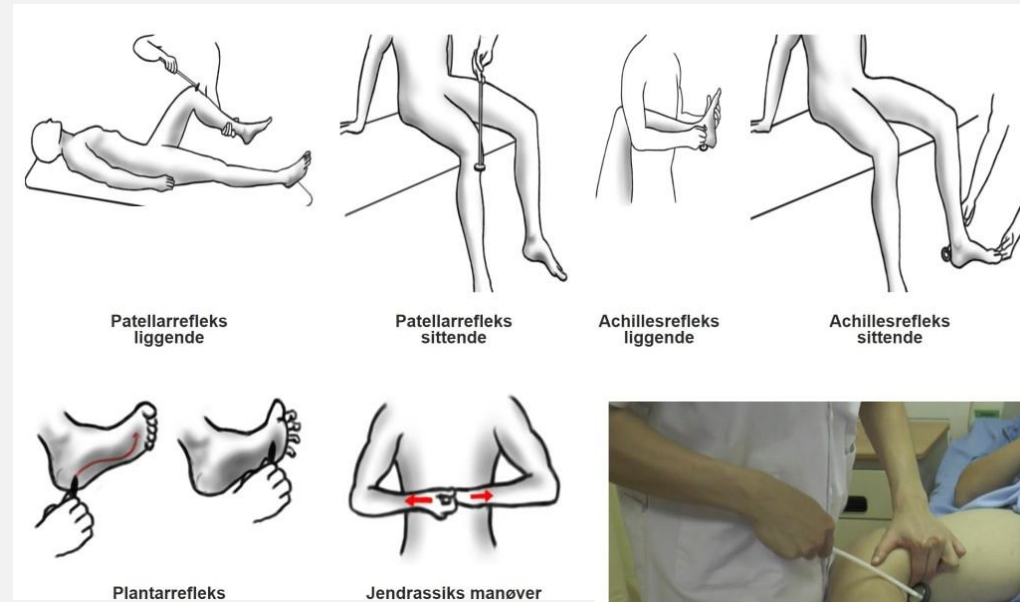 Patellarrefleks
liggende
Patellarrefleks
sittende
Achillesrefleks
liggende
Achillesrefleks
sittende
Plantarrefleks
Jendrassiks manøver